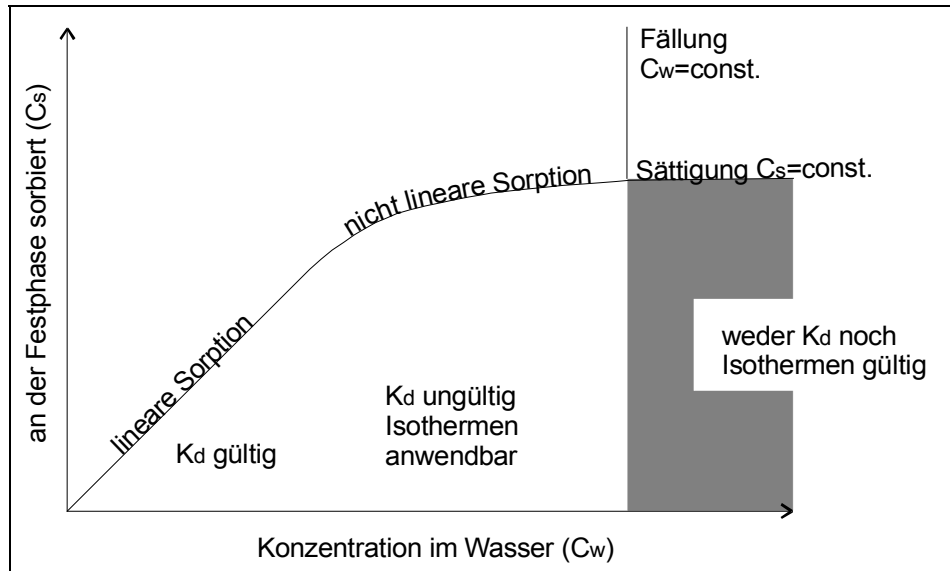 an der Festphase sorbiert (Cs)
Fällung
Cw=const.
Sättigung Cs=const.
nicht lineare Sorption
lineare Sorption
Kd gültig
Kd ungültig
Isothermen
anwendbar
weder Kd noch
Isothermen gültig
Konzentration im Wasser (Cw)